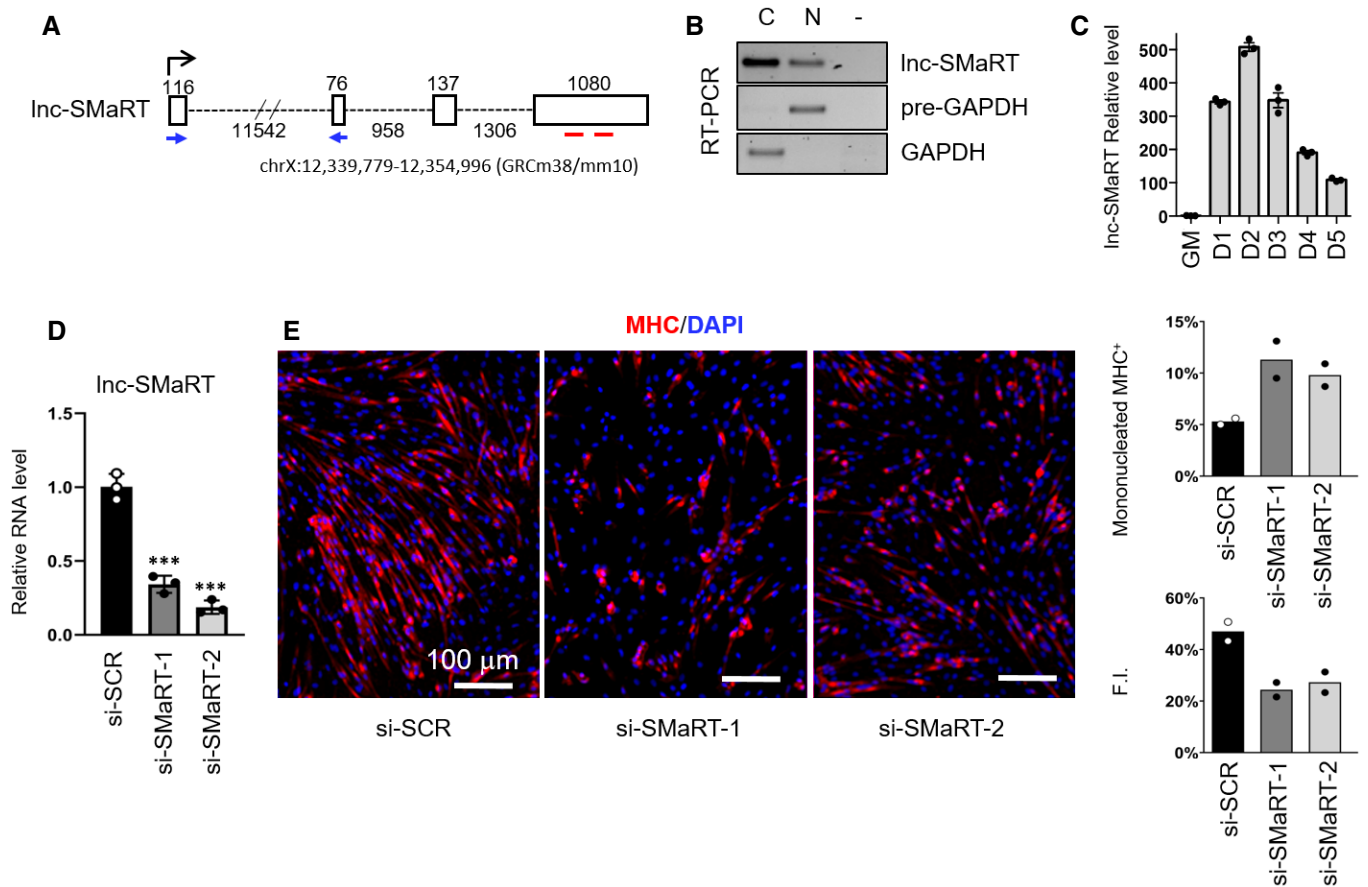 A
lnc-SMaRT
116
11542
76
958
137
1306
1080
chrX:12,339,779-12,354,996 (GRCm38/mm10)
B
RT-PCR
C N -
lnc-SMaRT
pre-GAPDH
GAPDH
C
lnc-SMaRT Relative level
500
400
300
200
100
0
GM
D1
D2
D3
D4
D5
D
lnc-SMaRT
Relative RNA level
1.5
1.0
0.5
0.0
***
***
si-SCR
si-SMaRT-1
si-SMaRT-2
E
MHC/DAPI
100 μm
si-SCR
si-SMaRT-1
si-SMaRT-2
Mononucleated MHC+
15%
10%
5%
0%
si-SCR
si-SMaRT-1
si-SMaRT-2
F.I.
60%
40%
20%
0%
si-SCR
si-SMaRT-1
si-SMaRT-2